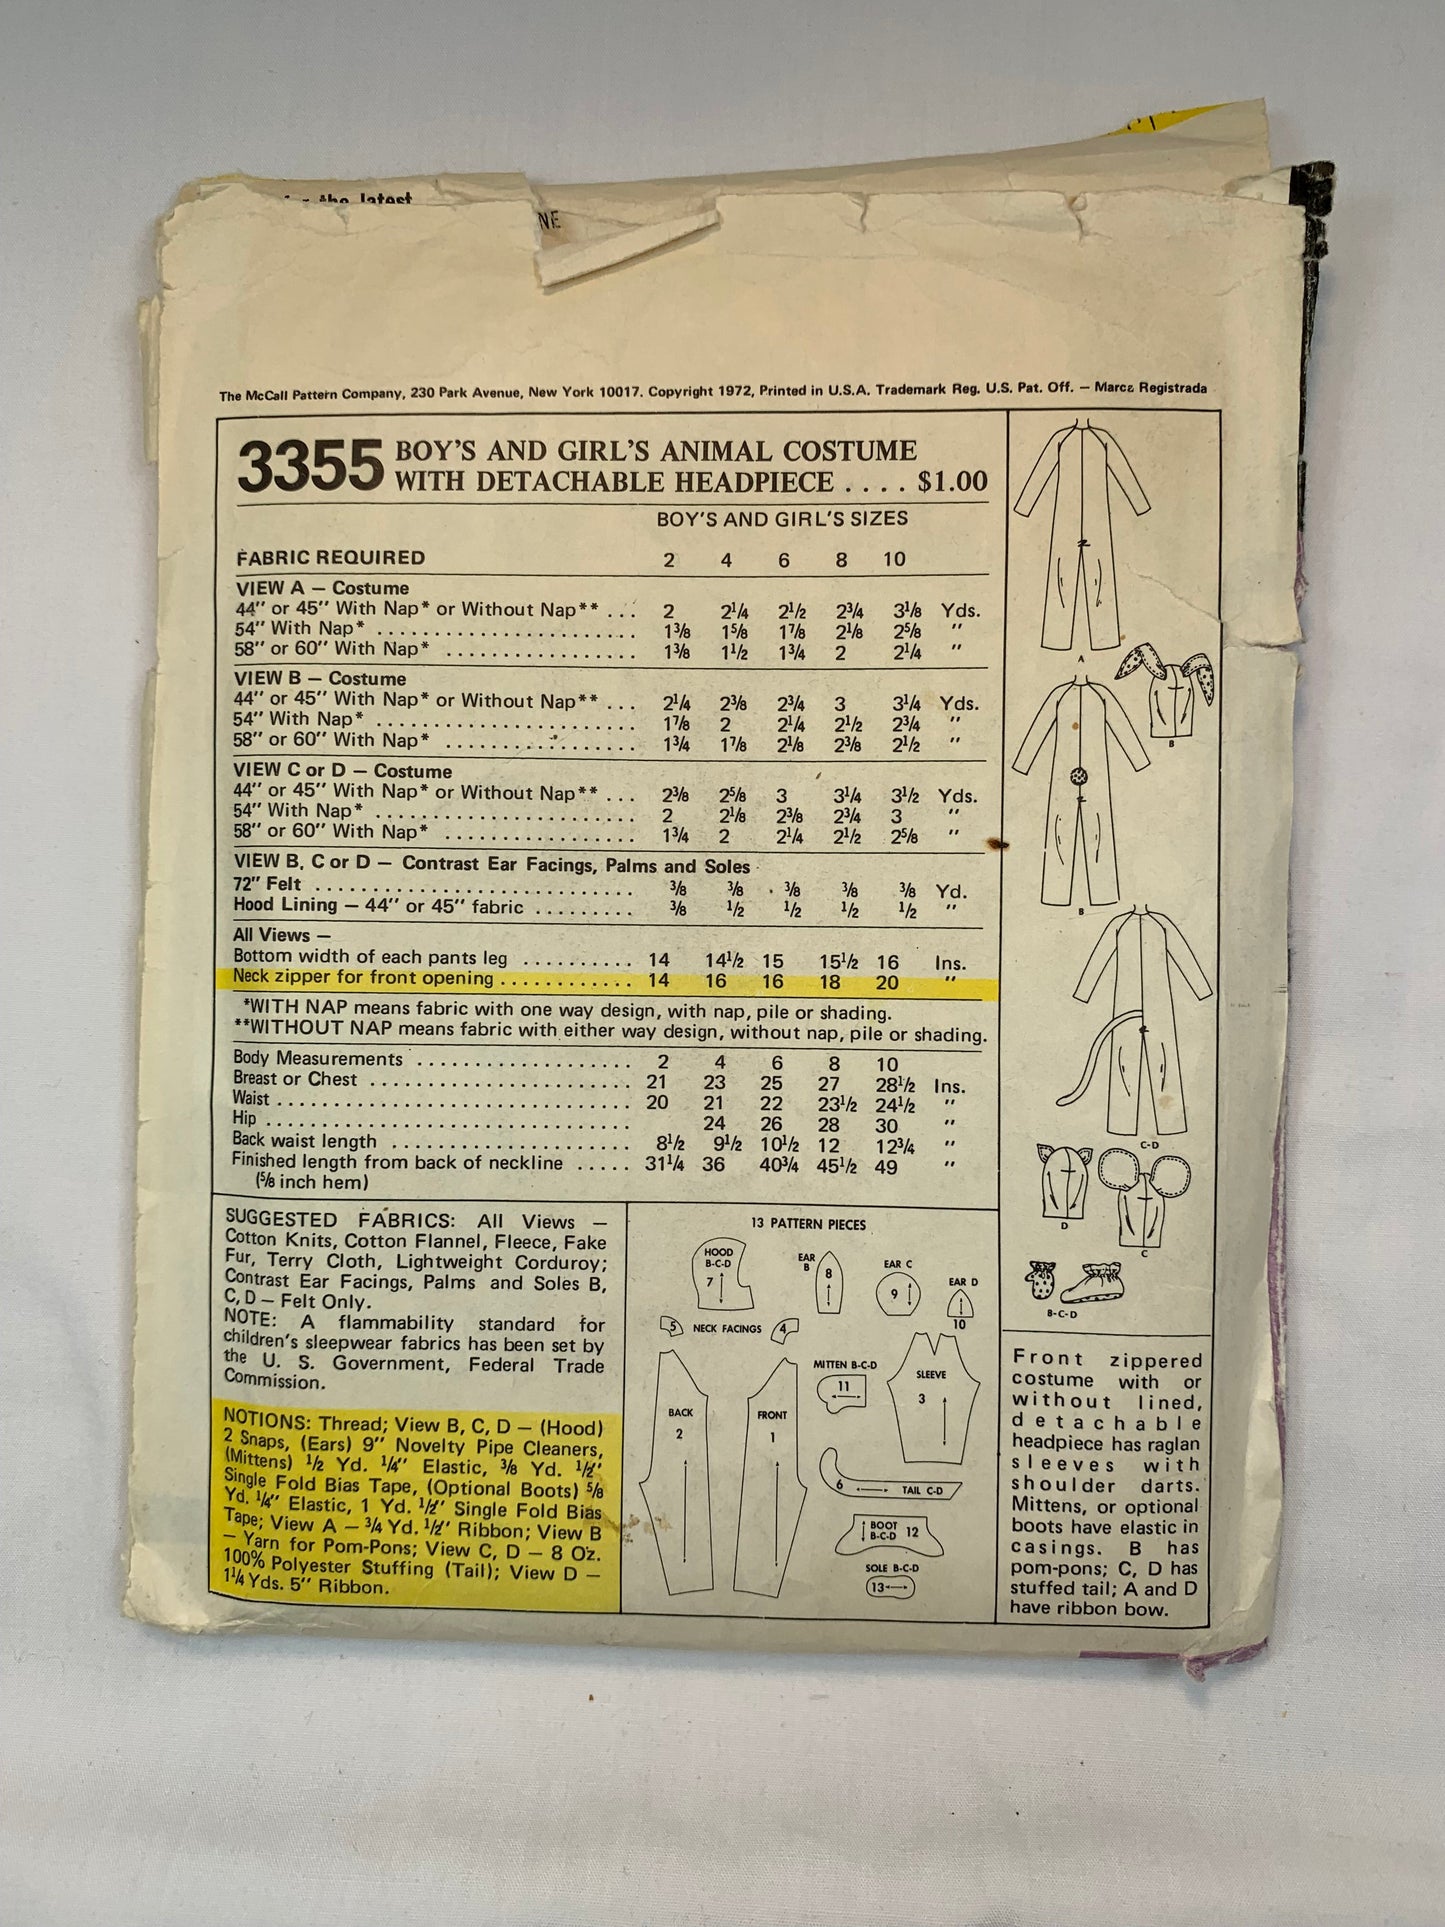 the latest
NE
The McCall Pattern Company, 230 Park Avenue, New York 10017. Copyright 1972, Printed in U.S.A. Trademark Reg. U.S. Pat. Off. — Marca Registrada
3355 BOY'S AND GIRL'S ANIMAL COSTUME
WITH DETACHABLE HEADPIECE .... $1.00
BOY'S AND GIRL'S SIZES
FABRIC REQUIRED 2 4 6 8 10
VIEW A — Costume
44" or 45" With Nap* or Without Nap** ... 2 2¼ 2½ 2¾ 3⅛ Yds.
54" With Nap* ........................ 1⅜ 1⅝ 1⅞ 2⅛ 2⅝ "
58" or 60" With Nap* ................. 1⅜ 1½ 1¾ 2 2¼ "
VIEW B — Costume
44" or 45" With Nap* or Without Nap** ... 2¼ 2⅜ 2¾ 3 3¼ Yds.
54" With Nap* ........................ 1⅞ 2 2¼ 2½ 2¾ "
58" or 60" With Nap* ................. 1¾ 1⅞ 2⅛ 2⅜ 2½ "
VIEW C or D — Costume
44" or 45" With Nap* or Without Nap** ... 2⅜ 2⅝ 3 3¼ 3½ Yds.
54" With Nap* ........................ 2 2⅛ 2⅜ 2¾ 3 "
58" or 60" With Nap* ................. 1¾ 2 2¼ 2½ 2⅝ "
VIEW B, C or D — Contrast Ear Facings, Palms and Soles
72" Felt ............................ ⅜ ⅜ ⅜ ⅜ ⅜ Yd.
Hood Lining — 44" or 45" fabric ......... ⅜ ½ ½ ½ ½ "
All Views —
Bottom width of each pants leg .......... 14 14½ 15 15½ 16 Ins.
Neck zipper for front opening ............ 14 16 16 18 20 "
*WITH NAP means fabric with one way design, with nap, pile or shading.
**WITHOUT NAP means fabric with either way design, without nap, pile or shading.
Body Measurements ................... 2 4 6 8 10
Breast or Chest ....................... 21 23 25 27 28½ Ins.
Waist ............................... 20 21 22 23½ 24½ "
Hip ................................ 24 26 28 30 "
Back waist length ..................... 8½ 9½ 10½ 12 12¾ "
Finished length from back of neckline ..... 31¼ 36 40¾ 45½ 49 "
(⅝ inch hem)
SUGGESTED FABRICS: All Views —
Cotton Knits, Cotton Flannel, Fleece, Fake
Fur, Terry Cloth, Lightweight Corduroy;
Contrast Ear Facings, Palms and Soles B,
C, D — Felt Only.
NOTE: A flammability standard for
children's sleepwear fabrics has been set by
the U. S. Government, Federal Trade
Commission.
NOTIONS: Thread; View B, C, D — (Hood)
2 Snaps, (Ears) 9" Novelty Pipe Cleaners,
(Mittens) ½ Yd. ¼" Elastic, ⅜ Yd. ½"
Single Fold Bias Tape, (Optional Boots) ⅝
Yd. ¼" Elastic, 1 Yd. ½" Single Fold Bias
Tape; View A — ¾ Yd. ½" Ribbon; View B
— Yarn for Pom-Pons; View C, D — 8 Oz.
100% Polyester Stuffing (Tail); View D —
1¼ Yds. 5" Ribbon.
13 PATTERN PIECES
HOOD
B-C-D
7
EAR
B
8
EAR C
9
EAR D
10
5 NECK FACINGS 4
MITTEN B-C-D
11
SLEEVE
3
BACK
2
FRONT
1
6 TAIL C-D
BOOT
B-C-D 12
SOLE B-C-D
13
A
B
B
C-D
D
C
B-C-D
Front zippered
costume with or
without lined,
detachable
headpiece has raglan
sleeves with
shoulder darts.
Mittens, or optional
boots have elastic in
casings. B has
pom-pons; C, D has
stuffed tail; A and D
have ribbon bow.